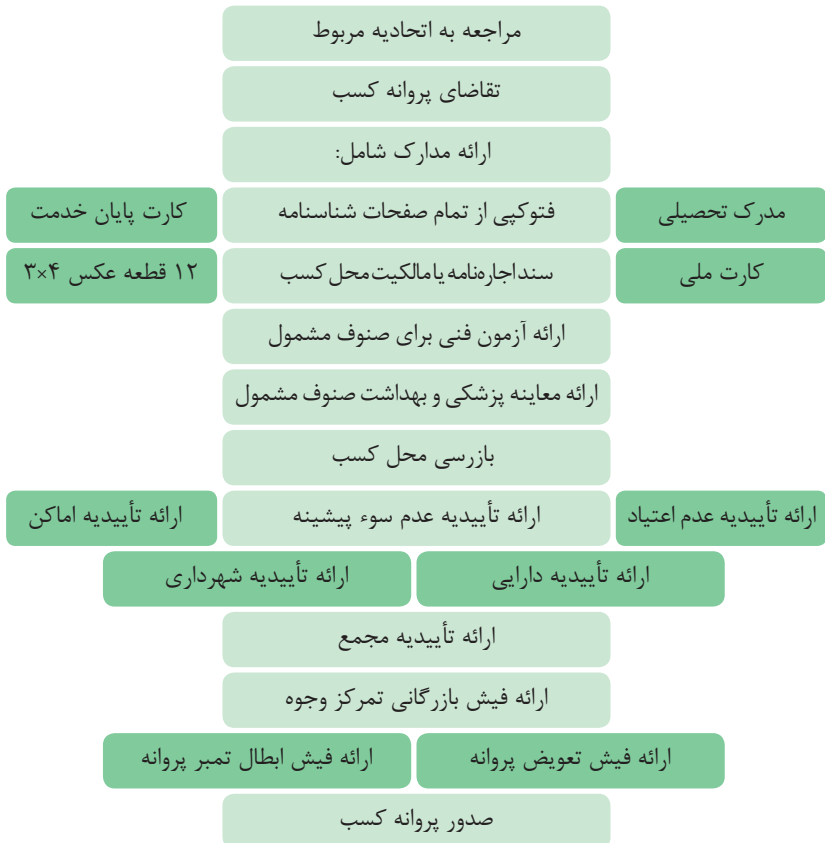 مراجعه به اتحادیه مربوط
تقاضای پروانه کسب
ارائه مدارک شامل:
مدرک تحصیلی
فتوکپی از تمام صفحات شناسنامه
کارت پایان خدمت
کارت ملی
سند اجاره‌نامه یا مالکیت محل کسب
۱۲ قطعه عکس ۴×۳
ارائه آزمون فنی برای صنوف مشمول
ارائه معاینه پزشکی و بهداشت صنوف مشمول
بازرسی محل کسب
ارائه تأییدیه عدم اعتیاد
ارائه تأییدیه عدم سوء پیشینه
ارائه تأییدیه اماکن
ارائه تأییدیه دارایی
ارائه تأییدیه شهرداری
ارائه تأییدیه مجمع
ارائه فیش بازرگانی تمرکز وجوه
ارائه فیش تعویض پروانه
ارائه فیش ابطال تمبر پروانه
صدور پروانه کسب